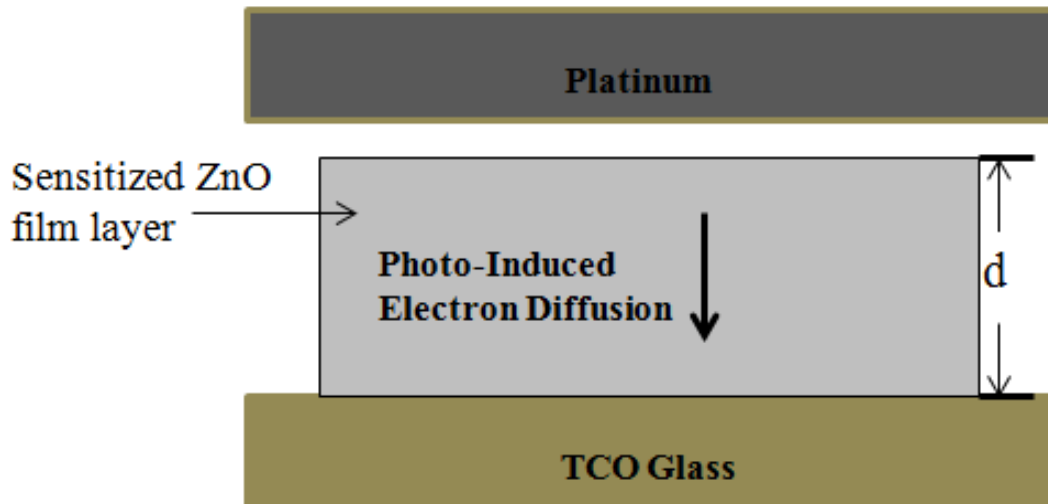 Platinum
Sensitized ZnO
film layer
Photo-Induced
Electron Diffusion
d
TCO Glass